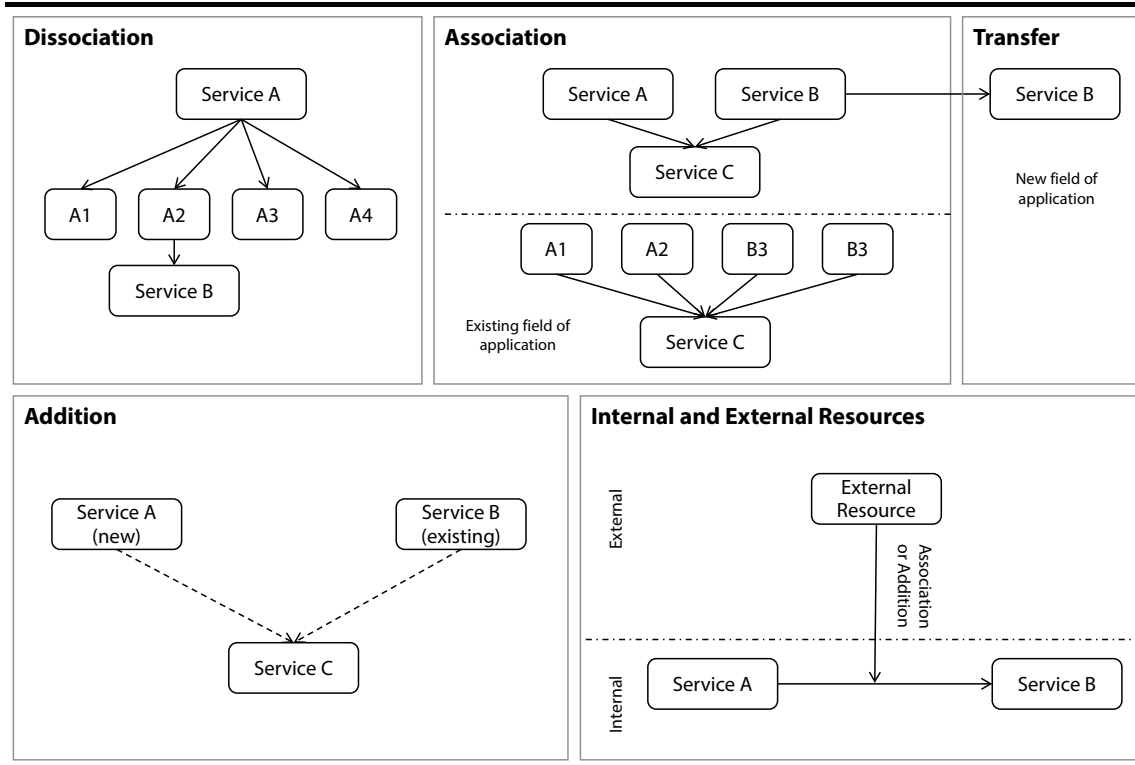 Dissociation
Service A
A1
A2
A3
A4
Service B
Association
Service A
Service B
Service C
A1
A2
B3
B3
Existing field of
application
Service C
Transfer
Service B
New field of
application
Addition
Service A
(new)
Service B
(existing)
Service C
Internal and External Resources
External
External
Resource
Association
or Addition
Internal
Service A
Service B